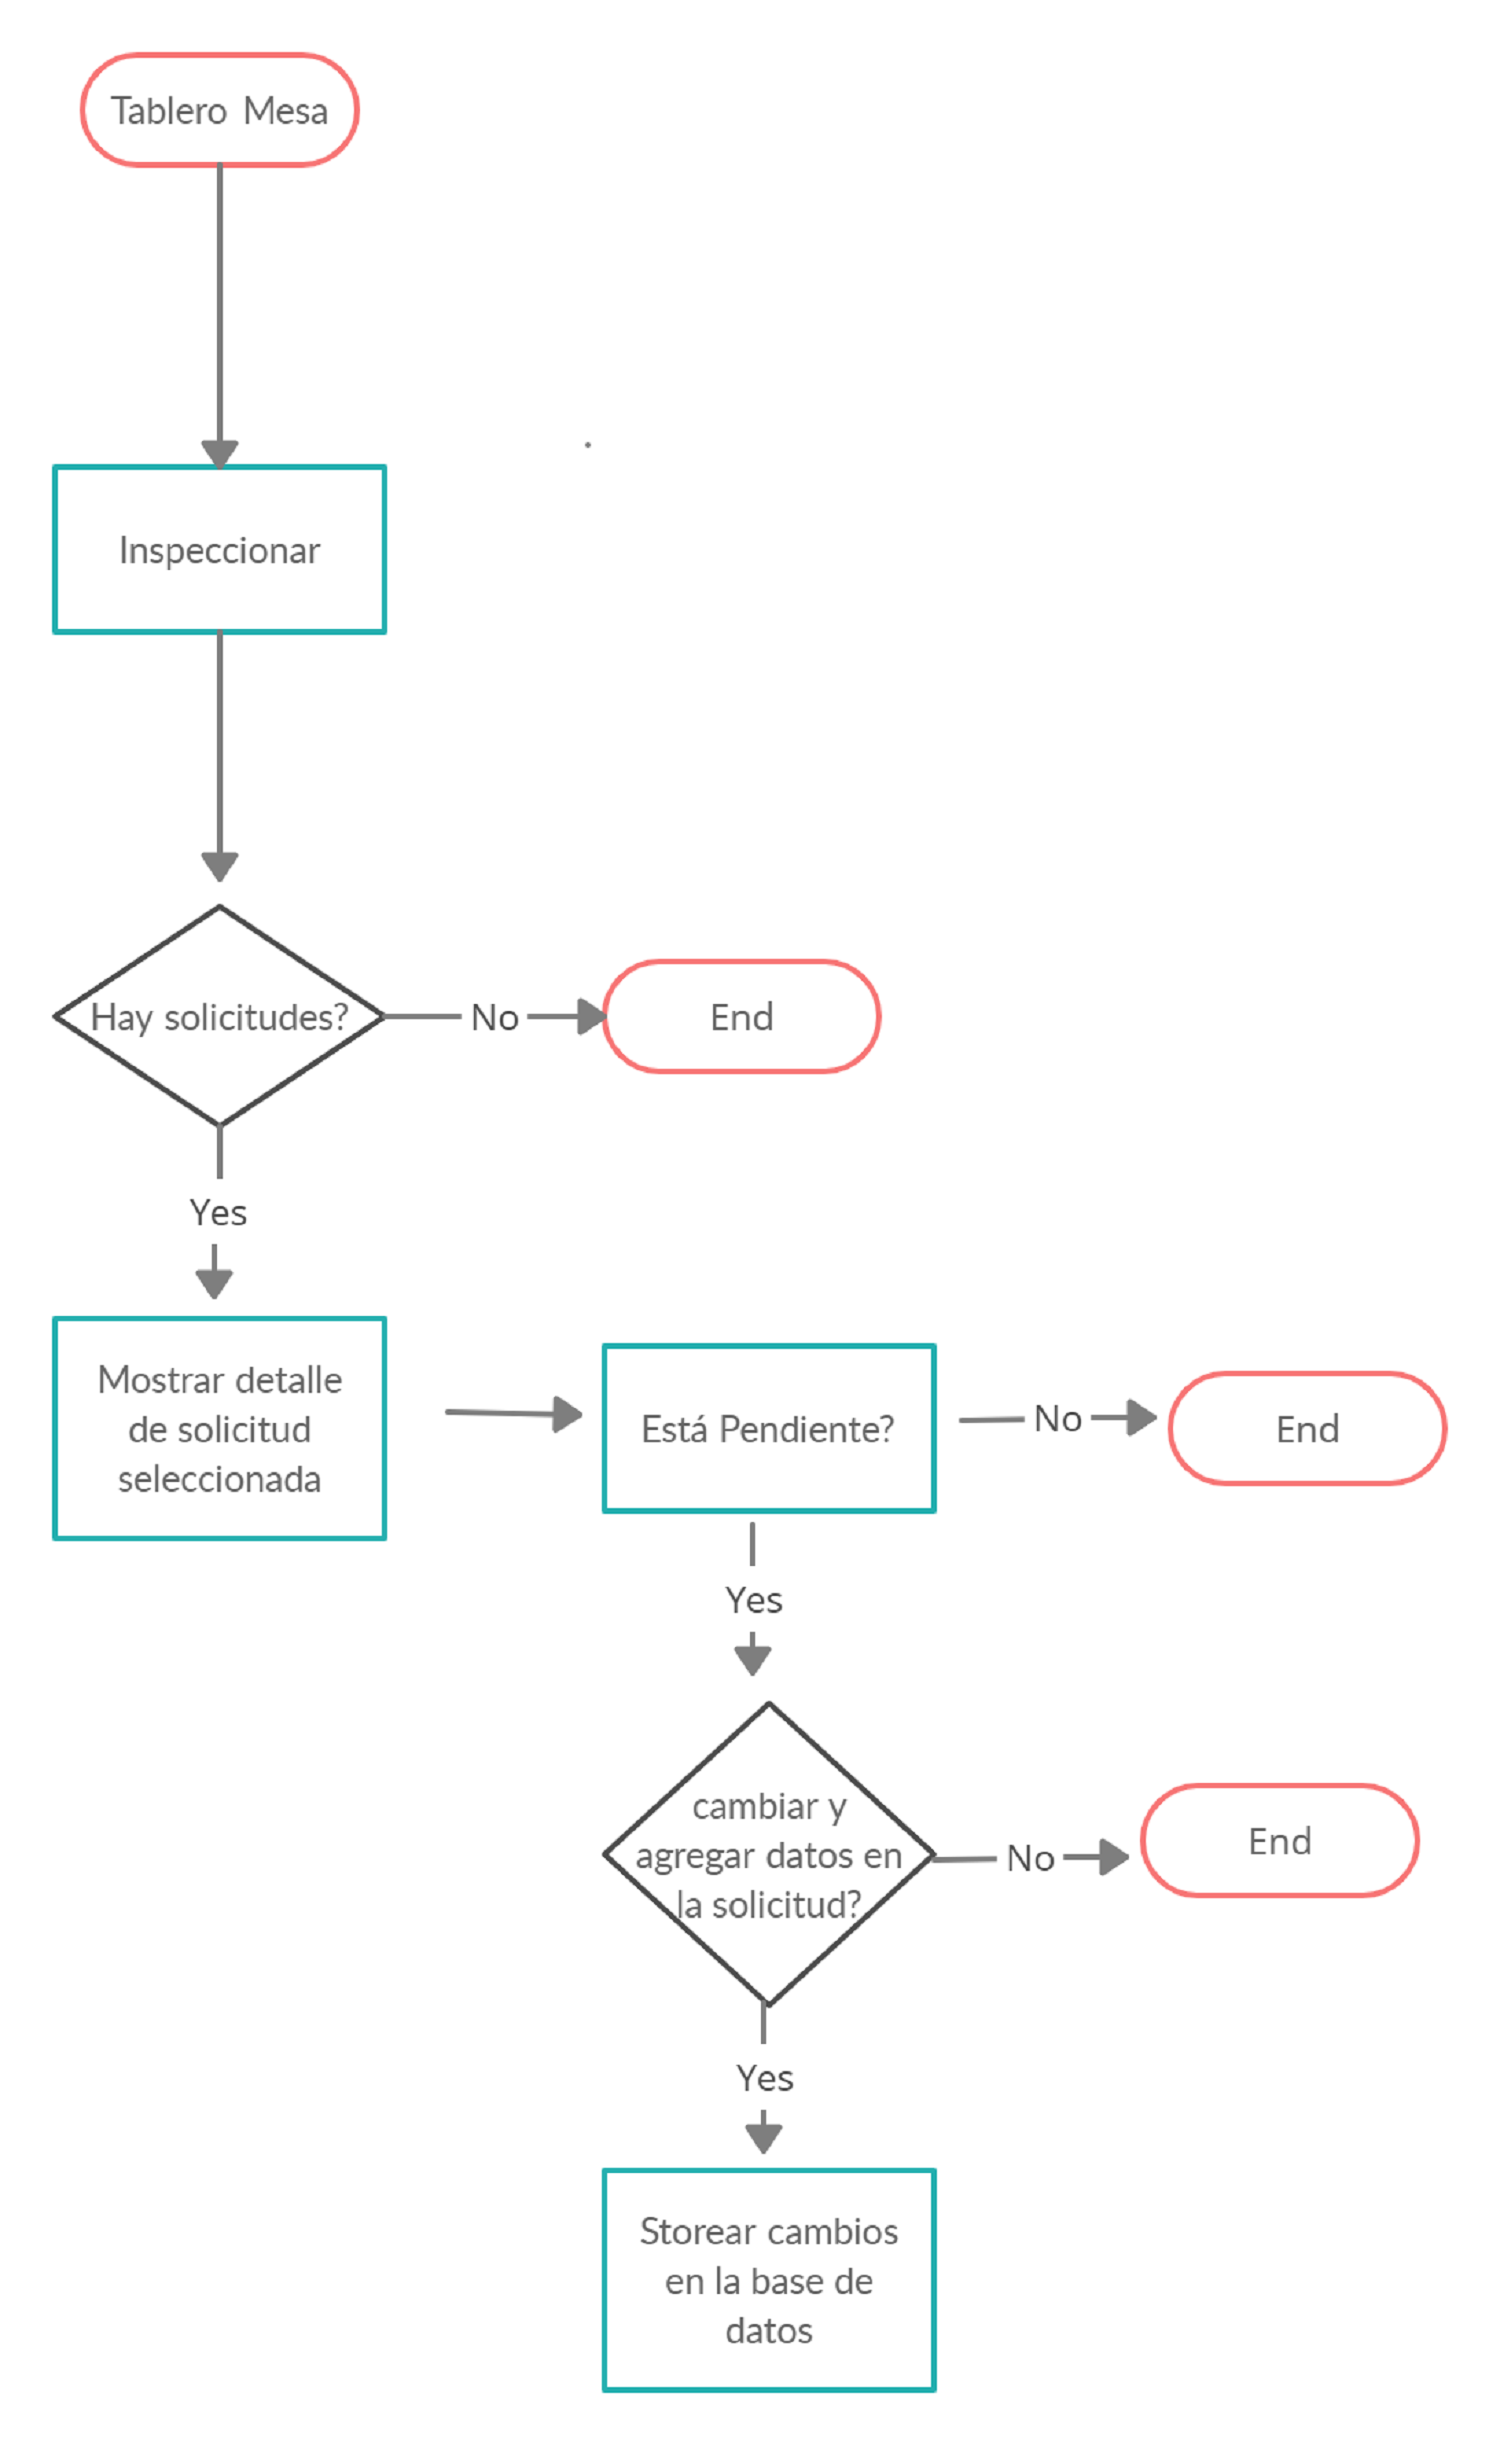 Tablero Mesa
Inspeccionar
Hay solicitudes?
No
End
Yes
Mostrar detalle
de solicitud
seleccionada
Está Pendiente?
No
End
Yes
cambiar y
agregar datos en
la solicitud?
No
End
Yes
Storear cambios
en la base de
datos